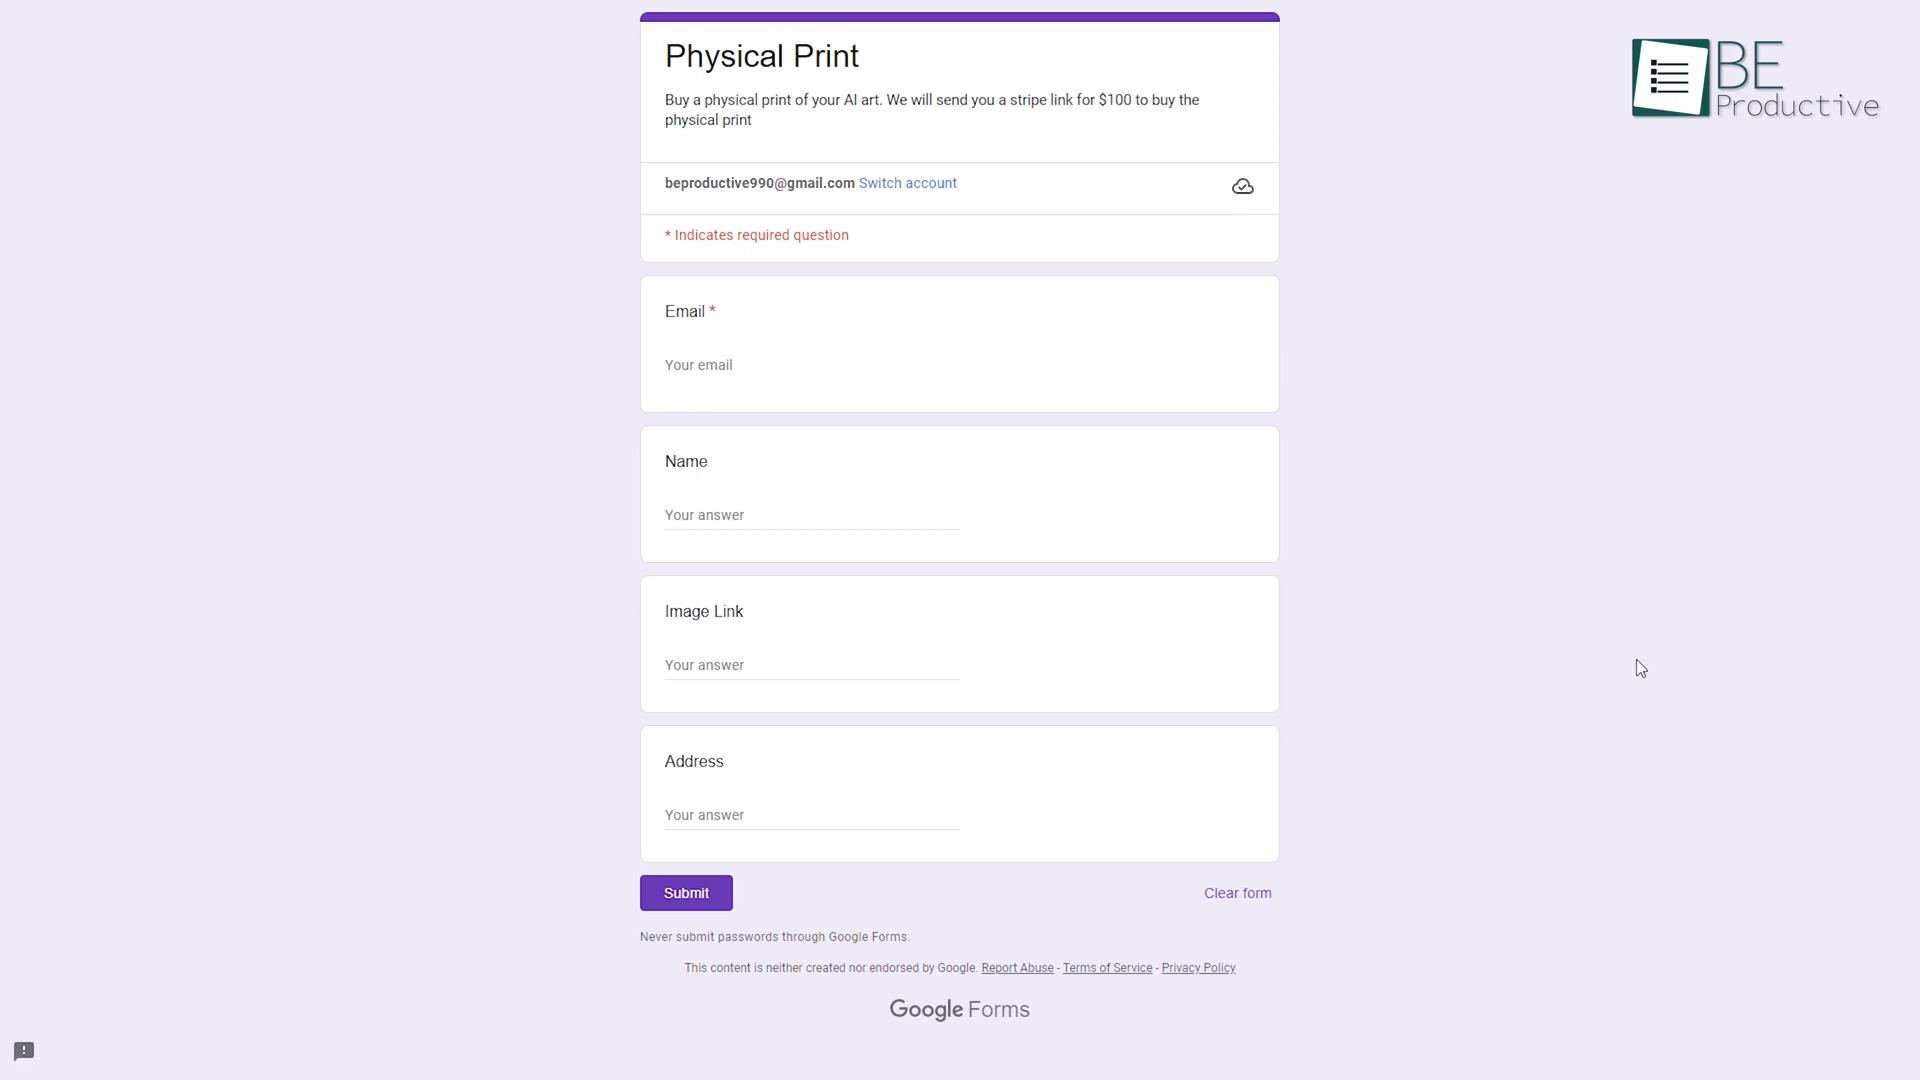 Physical Print
BE
Productive
Buy a physical print of your AI art. We will send you a stripe link for $100 to buy the
physical print
beproductive990@gmail.com Switch account
* Indicates required question
Email *
Your email
Name
Your answer
Image Link
Your answer
Address
Your answer
Submit
Clear form
Never submit passwords through Google Forms.
This content is neither created nor endorsed by Google. Report Abuse - Terms of Service - Privacy Policy
Google Forms